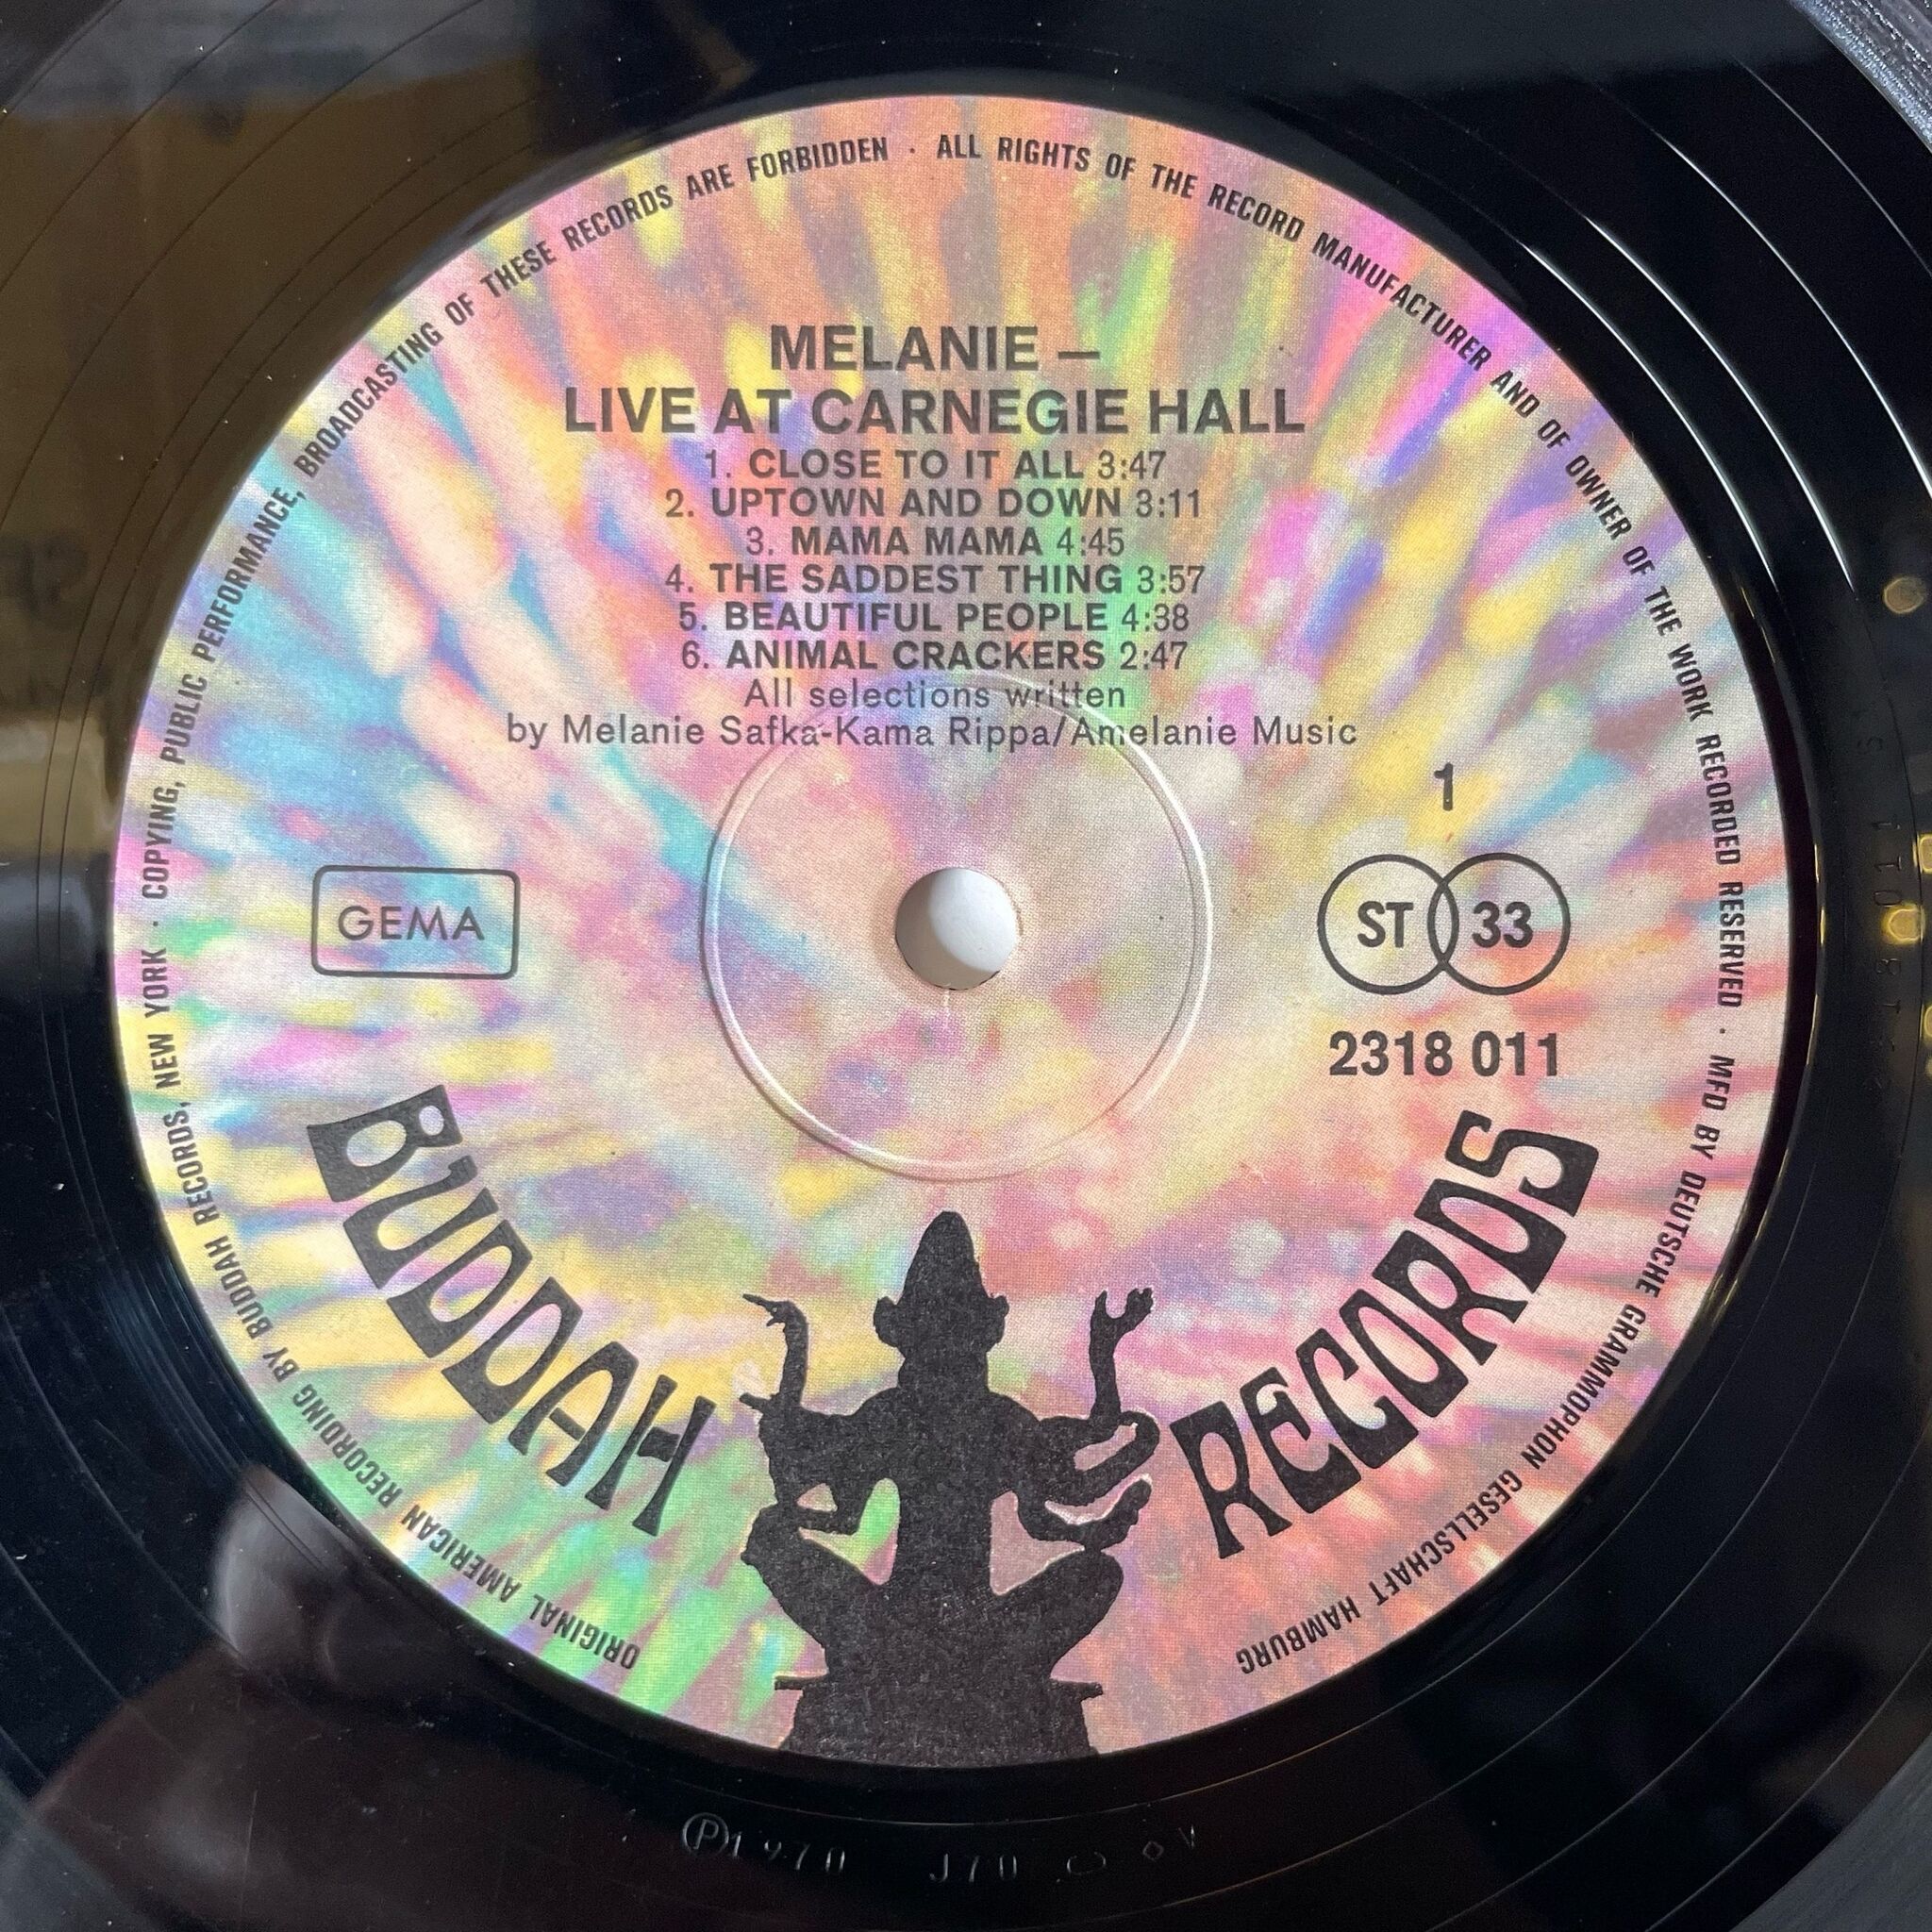 ORIGINAL AMERICAN RECORDING BY BUDDAH RECORDS, NEW YORK · COPYING, PUBLIC PERFORMANCE, BROADCASTING OF THESE RECORDS ARE FORBIDDEN · ALL RIGHTS OF THE RECORD MANUFACTURER AND OF OWNER OF THE WORK RECORDED RESERVED · MFD BY DEUTSCHE GRAMMOPHON GESELLSCHAFT HAMBURG
MELANIE –
LIVE AT CARNEGIE HALL
1. CLOSE TO IT ALL 3:47
2. UPTOWN AND DOWN 3:11
3. MAMA MAMA 4:45
4. THE SADDEST THING 3:57
5. BEAUTIFUL PEOPLE 4:38
6. ANIMAL CRACKERS 2:47
All selections written
by Melanie Safka-Kama Rippa/Amelanie Music
1
GEMA
ST 33
2318 011
BUDDAH RECORDS
Ⓟ1970 J70